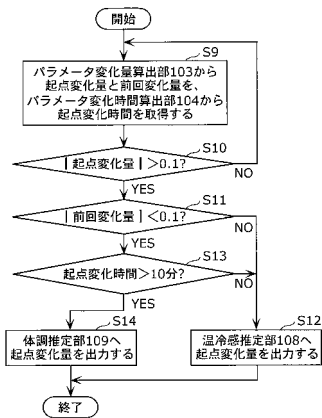 開始
S9
パラメータ変化量算出部103から
起点変化量と前回変化量を、
パラメータ変化時間算出部104から
起点変化時間を取得する
S10
|起点変化量|>0.1?
NO
YES
S11
|前回変化量|<0.1?
NO
YES
S13
起点変化時間>10分?
NO
YES
S14
体調推定部109へ
起点変化量を出力する
S12
温冷感推定部108へ
起点変化量を出力する
終了